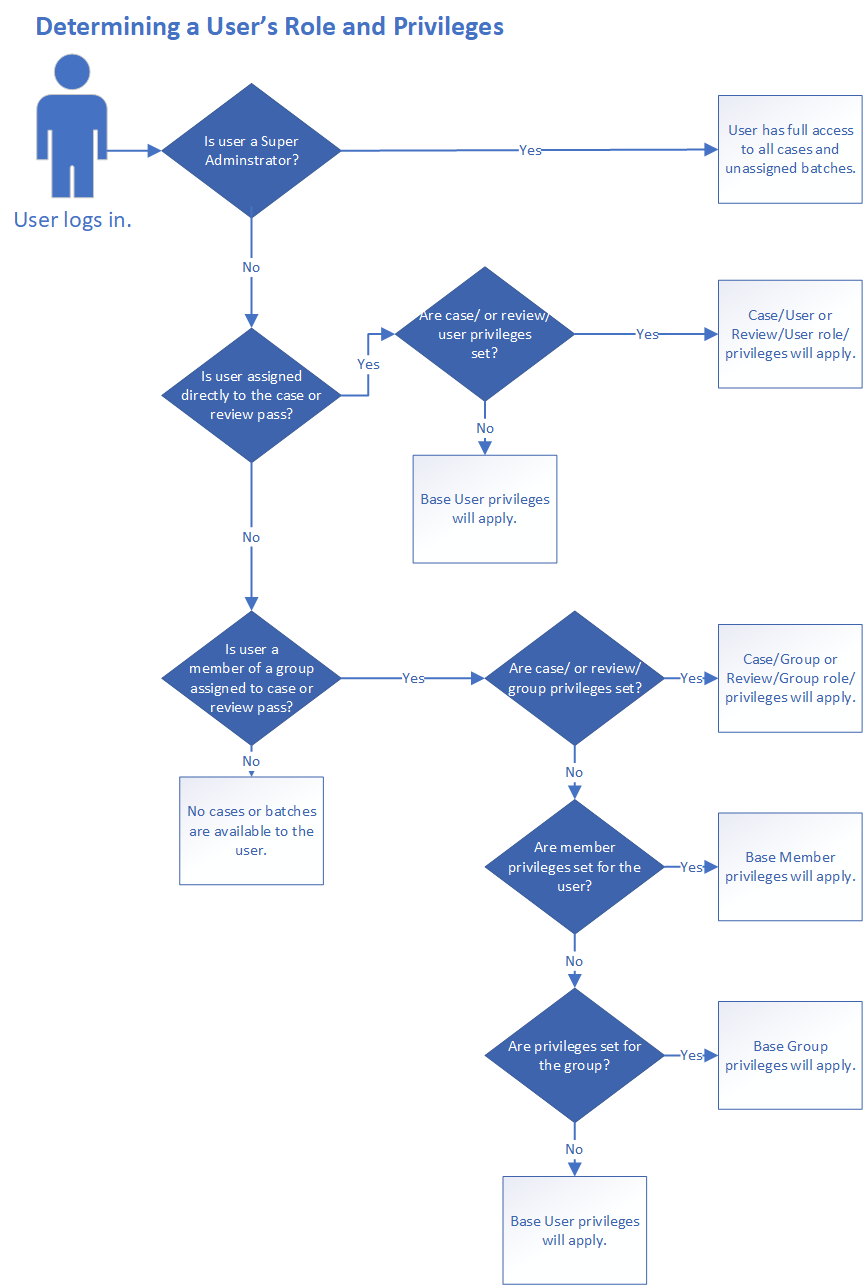 Determining a User's Role and Privileges
Is user a Super
Adminstrator?
Yes
User has full access
to all cases and
unassigned batches.
User logs in.
No
Are case/ or review/
user privileges
set?
Yes
Case/User or
Review/User role/
privileges will apply.
Yes
Is user assigned
directly to the case or
review pass?
No
Base User privileges
will apply.
No
Is user a
member of a group
assigned to case or
review pass?
Yes
Are case/ or review/
group privileges set?
Yes
Case/Group or
Review/Group role/
privileges will apply.
No
No cases or batches
are available to the
user.
No
Are member
privileges set for the
user?
Yes
Base Member
privileges will apply.
No
Are privileges set for
the group?
Yes
Base Group
privileges will apply.
No
Base User privileges
will apply.